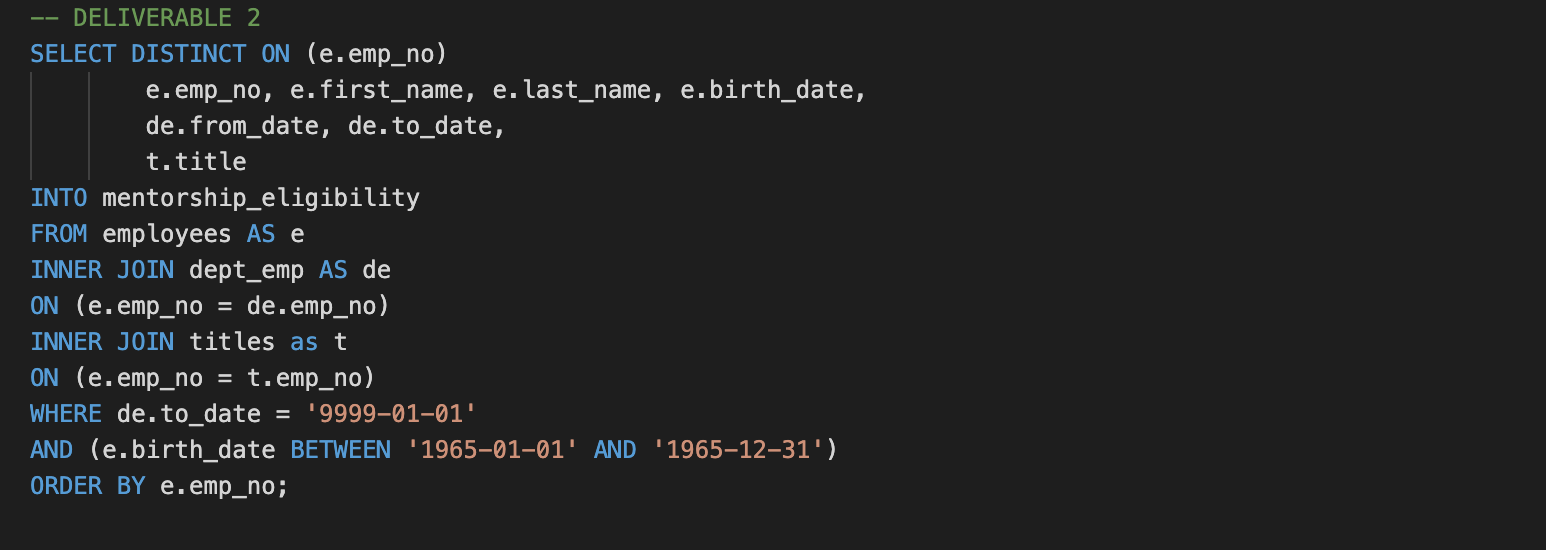 -- DELIVERABLE 2
SELECT DISTINCT ON (e.emp_no)
e.emp_no, e.first_name, e.last_name, e.birth_date,
de.from_date, de.to_date,
t.title
INTO mentorship_eligibility
FROM employees AS e
INNER JOIN dept_emp AS de
ON (e.emp_no = de.emp_no)
INNER JOIN titles as t
ON (e.emp_no = t.emp_no)
WHERE de.to_date = '9999-01-01'
AND (e.birth_date BETWEEN '1965-01-01' AND '1965-12-31')
ORDER BY e.emp_no;